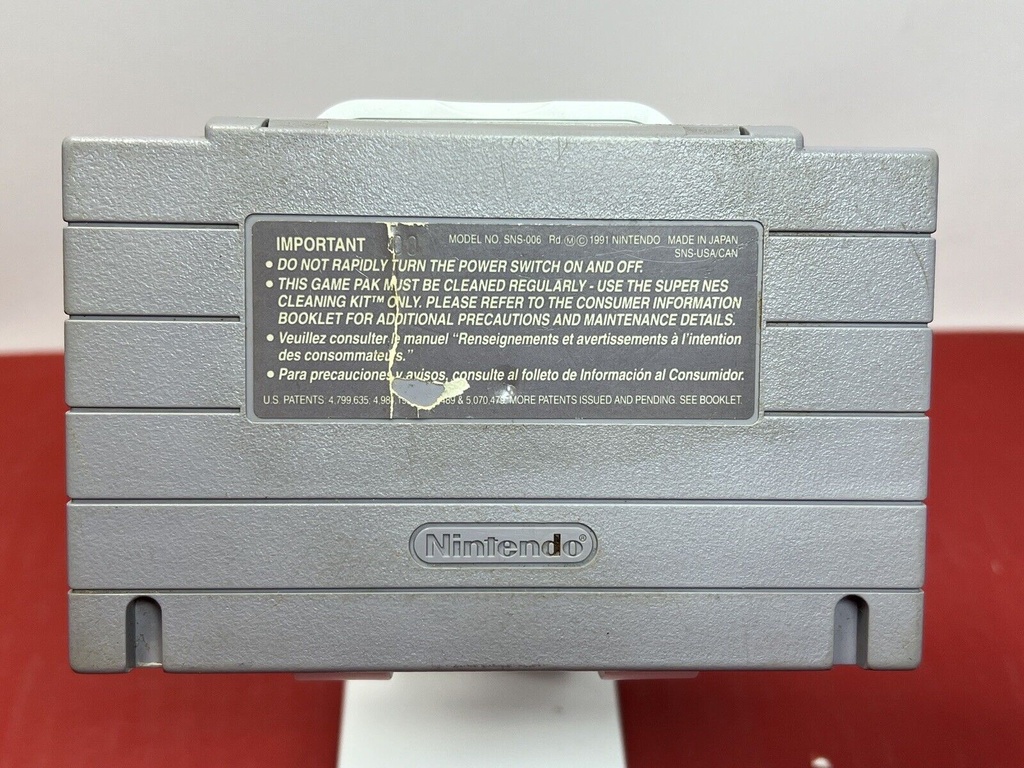 IMPORTANT MODEL NO. SNS-006 Rd Ⓜ©1991 NINTENDO MADE IN JAPAN
SNS-USA/CAN
• DO NOT RAPIDLY TURN THE POWER SWITCH ON AND OFF.
• THIS GAME PAK MUST BE CLEANED REGULARLY - USE THE SUPER NES
CLEANING KIT™ ONLY. PLEASE REFER TO THE CONSUMER INFORMATION
BOOKLET FOR ADDITIONAL PRECAUTIONS AND MAINTENANCE DETAILS.
• Veuillez consulter le manuel “Renseignements et avertissements à l'intention
des consommateurs.”
• Para precauciones y avisos, consulte al folleto de Información al Consumidor.
U.S. PATENTS 4,799,635; & 5,070,479, MORE PATENTS ISSUED AND PENDING. SEE BOOKLET.
Nintendo®